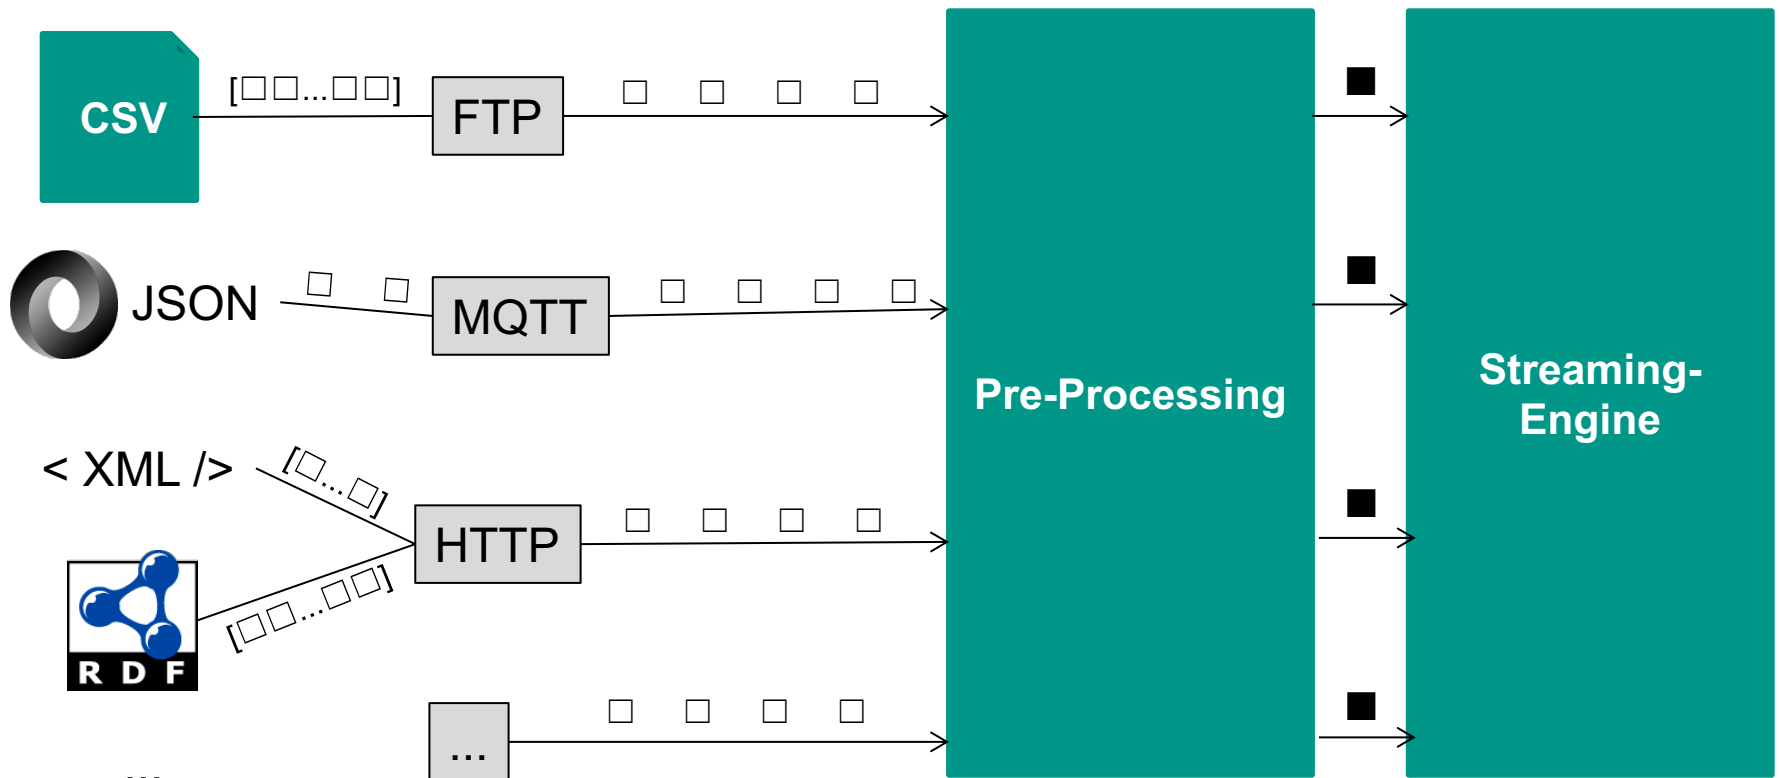 CSV
[□ □...□ □]
FTP
□ □ □ □
JSON
□ □
MQTT
□ □ □ □
< XML />
[□...□]
RDF
[□ □...□ □]
HTTP
□ □ □ □
...
...
□ □ □ □
Pre-Processing
■
■
■
■
Streaming-
Engine